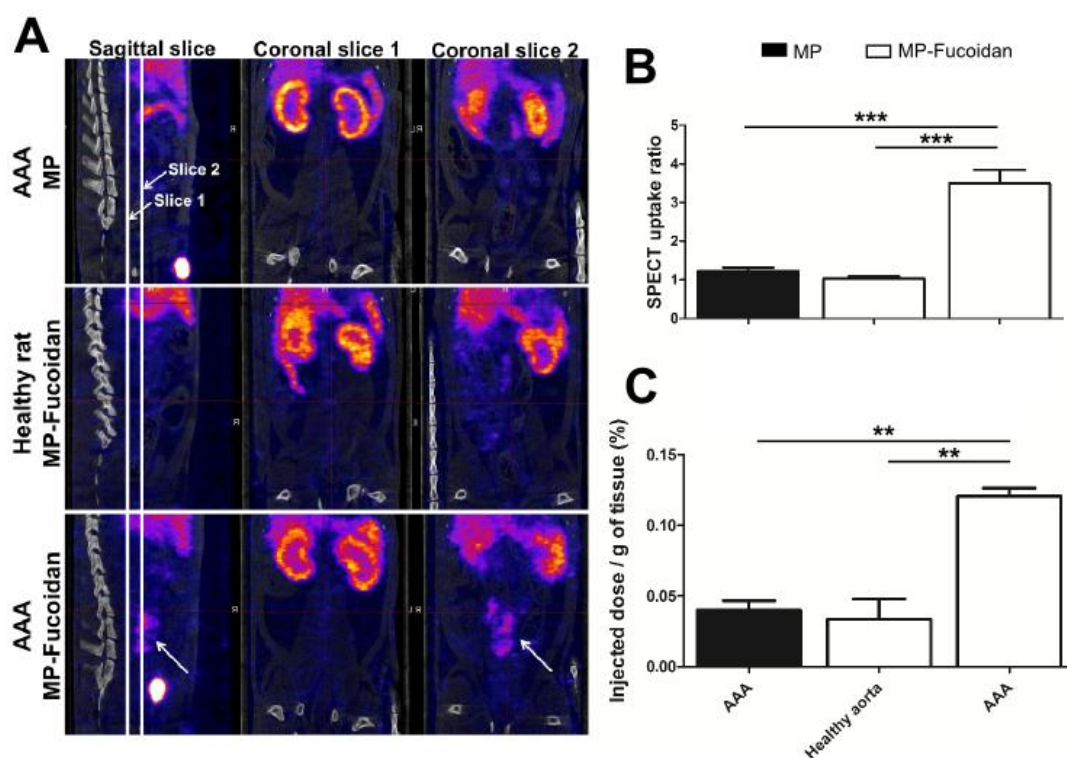 A
Sagittal slice
Coronal slice 1
Coronal slice 2
AAA
MP
Slice 2
Slice 1
Healthy rat
MP-Fucoidan
AAA
MP-Fucoidan
MP
MP-Fucoidan
B
SPECT uptake ratio
5
4
3
2
1
0
***
***
C
Injected dose / g of tissue (%)
0.15
0.10
0.05
0.00
**
**
AAA
Healthy aorta
AAA